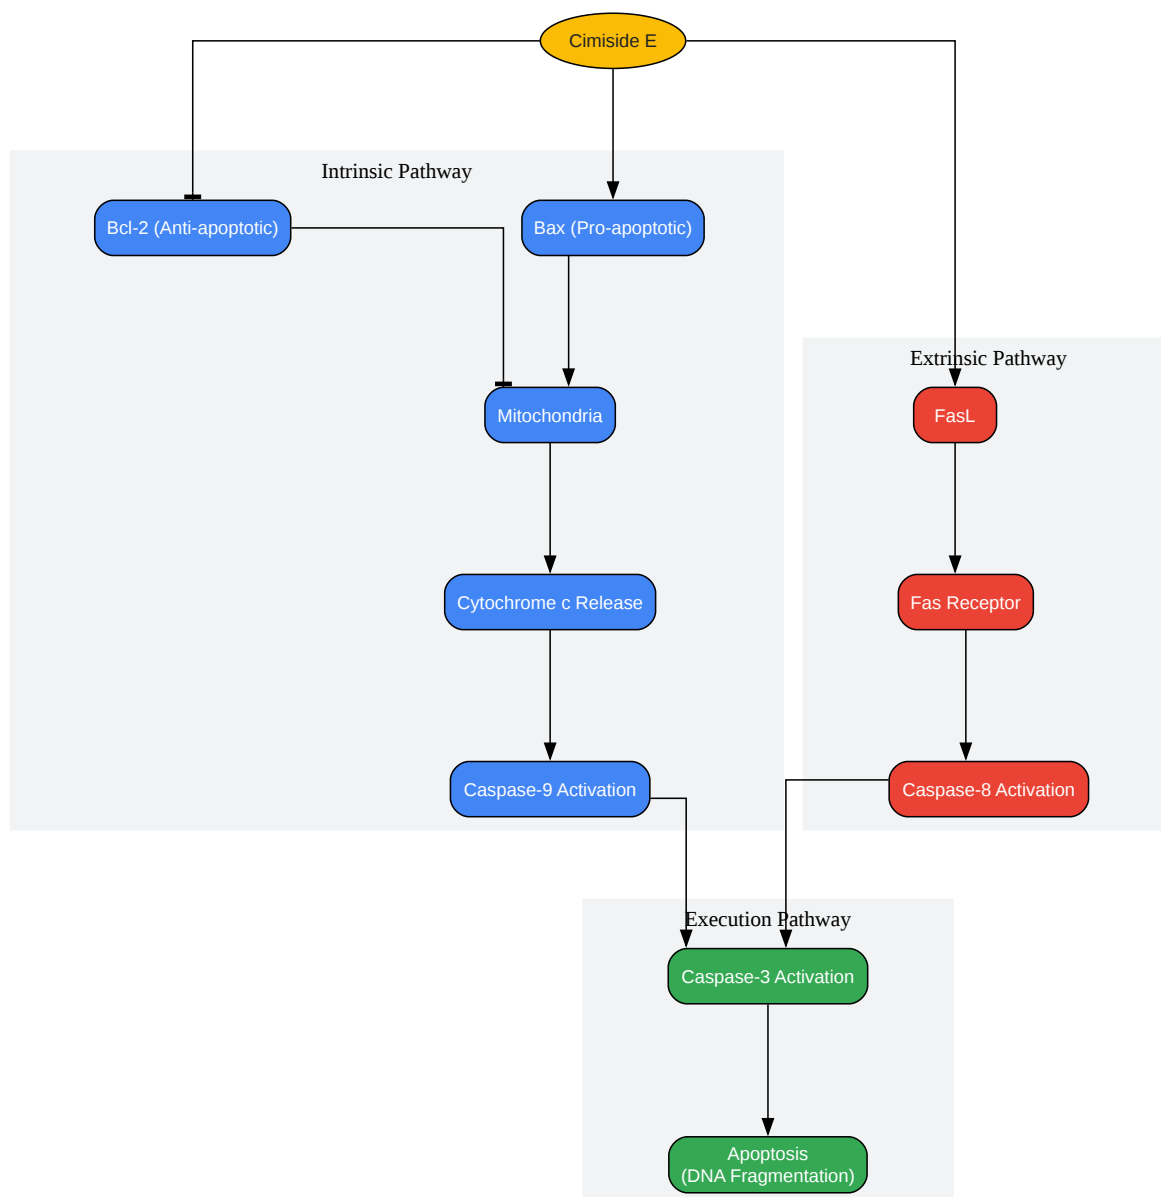 Cimiside E
Intrinsic Pathway
Bcl-2 (Anti-apoptotic)
Bax (Pro-apoptotic)
Extrinsic Pathway
Mitochondria
FasL
Cytochrome c Release
Fas Receptor
Caspase-9 Activation
Caspase-8 Activation
Execution Pathway
Caspase-3 Activation
Apoptosis
(DNA Fragmentation)